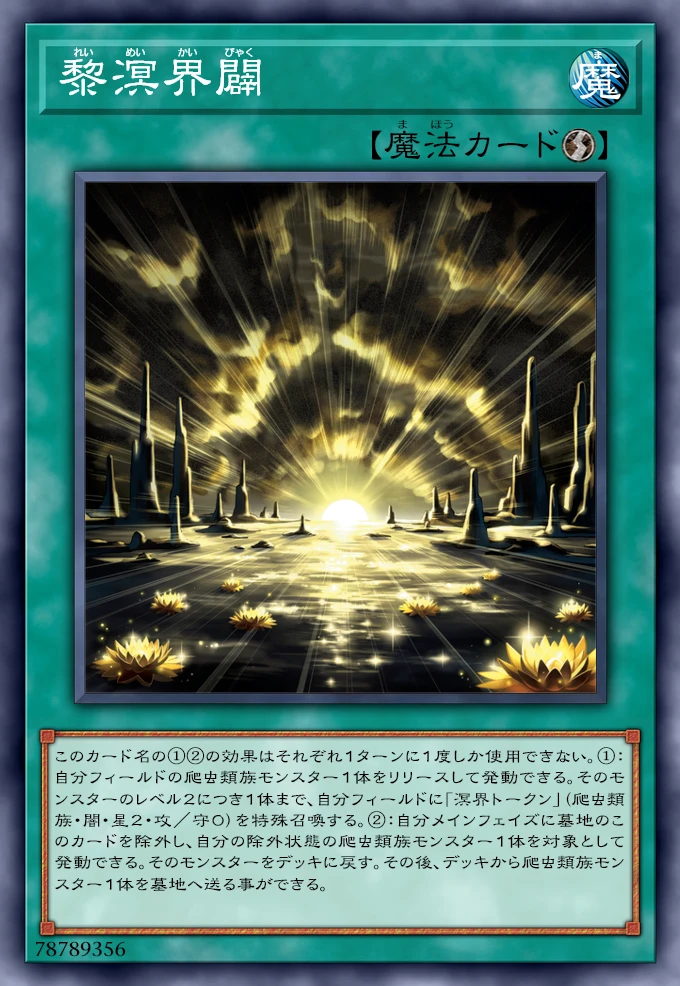 れい めい かい びゃく
黎溟界闢
ま
魔
ま ほう
【魔法カード】
このカード名の①②の効果はそれぞれ１ターンに１度しか使用できない。①：
自分フィールドの爬虫類族モンスター１体をリリースして発動できる。そのモ
ンスターのレベル２につき１体まで、自分フィールドに「溟界トークン」（爬虫類
族・闇・星２・攻／守０）を特殊召喚する。②：自分メインフェイズに墓地のこ
のカードを除外し、自分の除外状態の爬虫類族モンスター１体を対象として
発動できる。そのモンスターをデッキに戻す。その後、デッキから爬虫類族モン
スター１体を墓地へ送る事ができる。
78789356